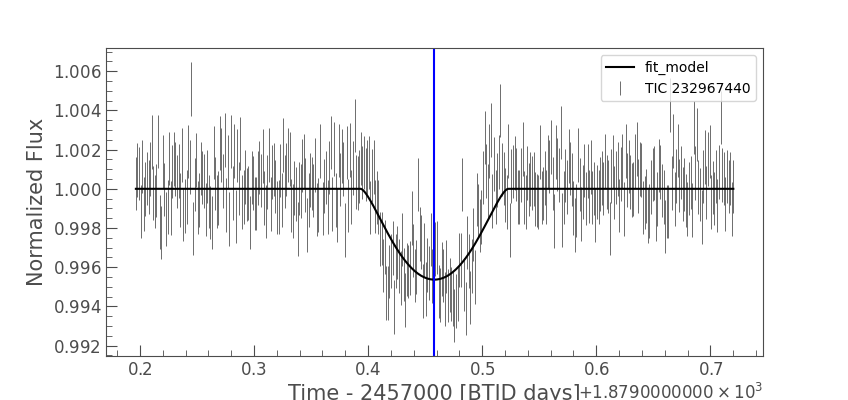 fit_model
TIC 232967440
1.006
1.004
1.002
1.000
0.998
0.996
0.994
0.992
Normalized Flux
0.2 0.3 0.4 0.5 0.6 0.7
Time - 2457000 [BTJD days]
+1.8790000000 × 10³